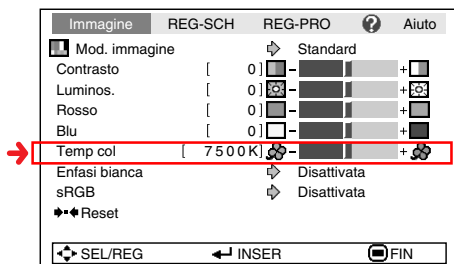 Immagine REG-SCH REG-PRO ? Aiuto
Mod. immagine Standard
Contrasto [ 0] - +
Luminos. [ 0] - +
Rosso [ 0] - +
Blu [ 0] - +
Temp col [ 7500K] - +
Enfasi bianca Disattivata
sRGB Disattivata
Reset
SEL/REG INSER FIN